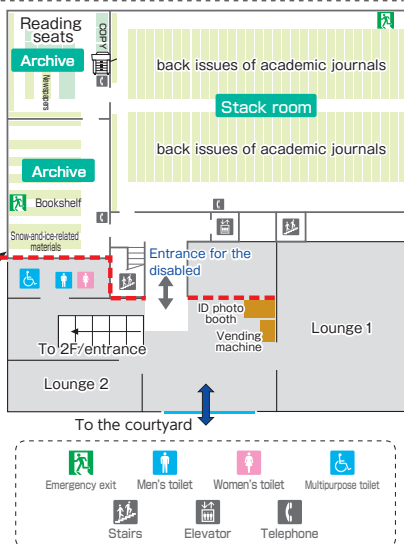 Reading
seats
COPY
Archive
Newspapers
back issues of academic journals
Stack room
back issues of academic journals
Archive
Bookshelf
Snow-and-ice-related
materials
Entrance for the
disabled
ID photo
booth
Vending
machine
Lounge 1
To 2F/entrance
Lounge 2
To the courtyard
Emergency exit
Men's toilet
Women's toilet
Multipurpose toilet
Stairs
Elevator
Telephone